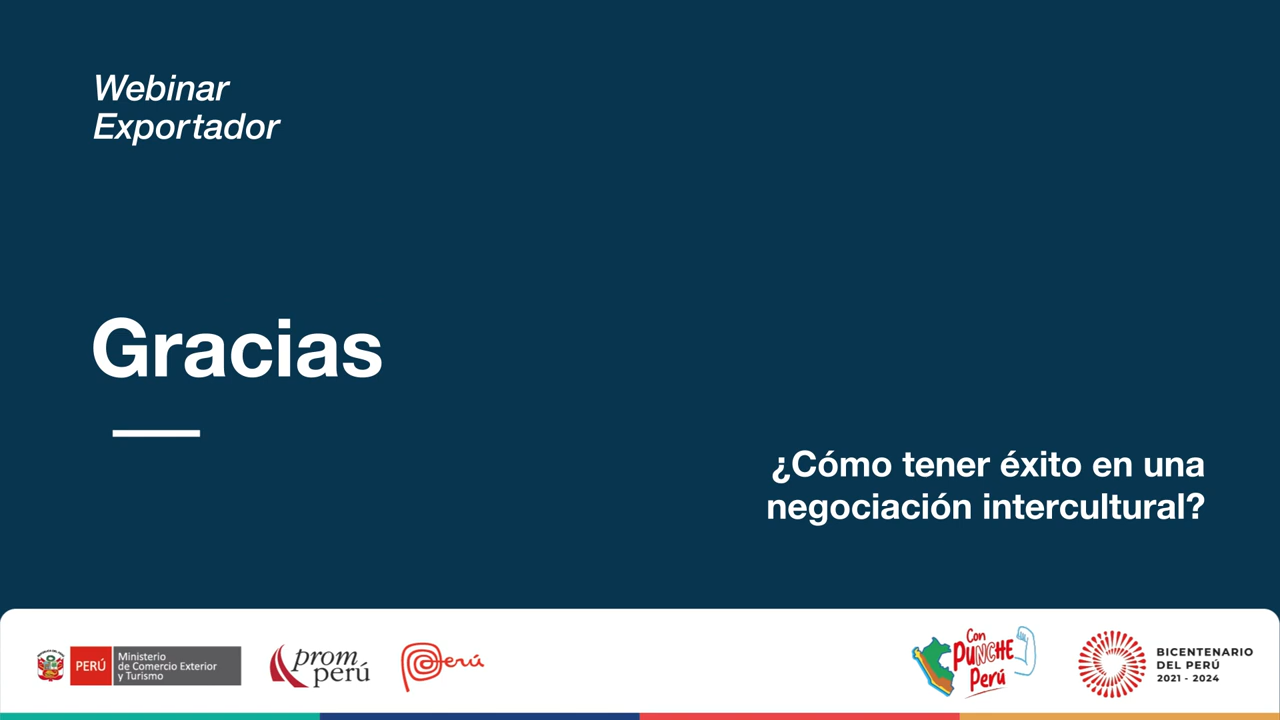 Webinar
Exportador
Gracias
¿Cómo tener éxito en una
negociación intercultural?
PERÚ
Ministerio
de Comercio Exterior
y Turismo
prom
perú
Perú
Con
PUNCHE
Perú
BICENTENARIO
DEL PERÚ
2021 - 2024